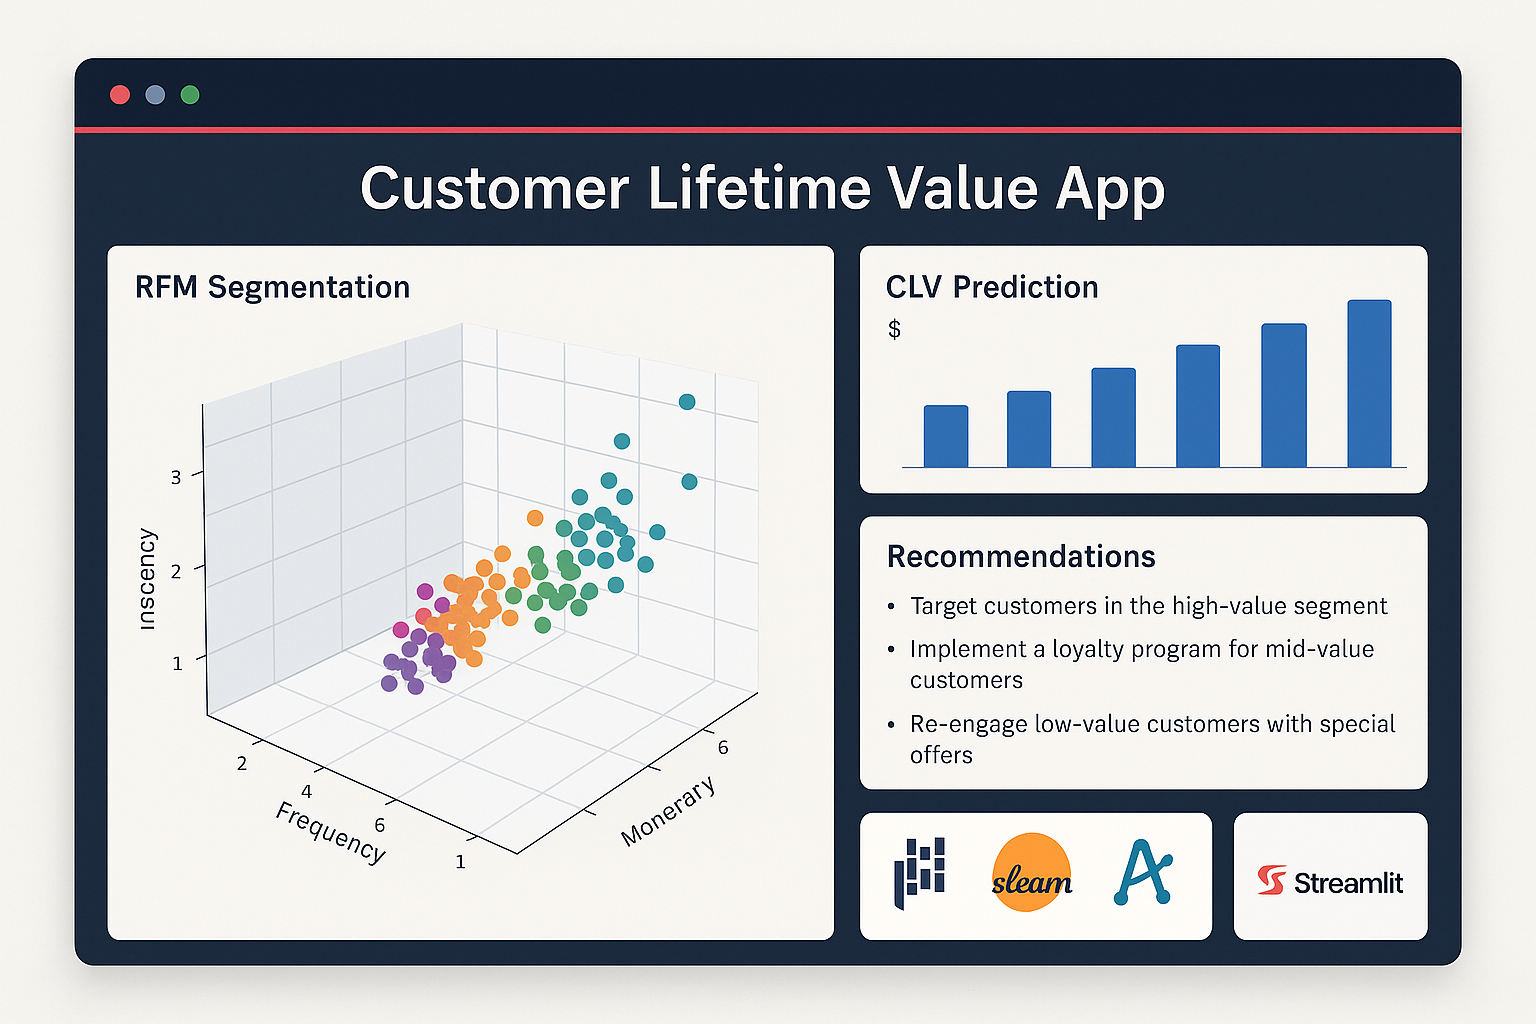 Customer Lifetime Value App
RFM Segmentation
3
2
1
Inscency
2
4
6
1
Frequency
6
Monerary
CLV Prediction
$
Recommendations
• Target customers in the high-value segment
• Implement a loyalty program for mid-value
customers
• Re-engage low-value customers with special
offers
sleam
Streamlit